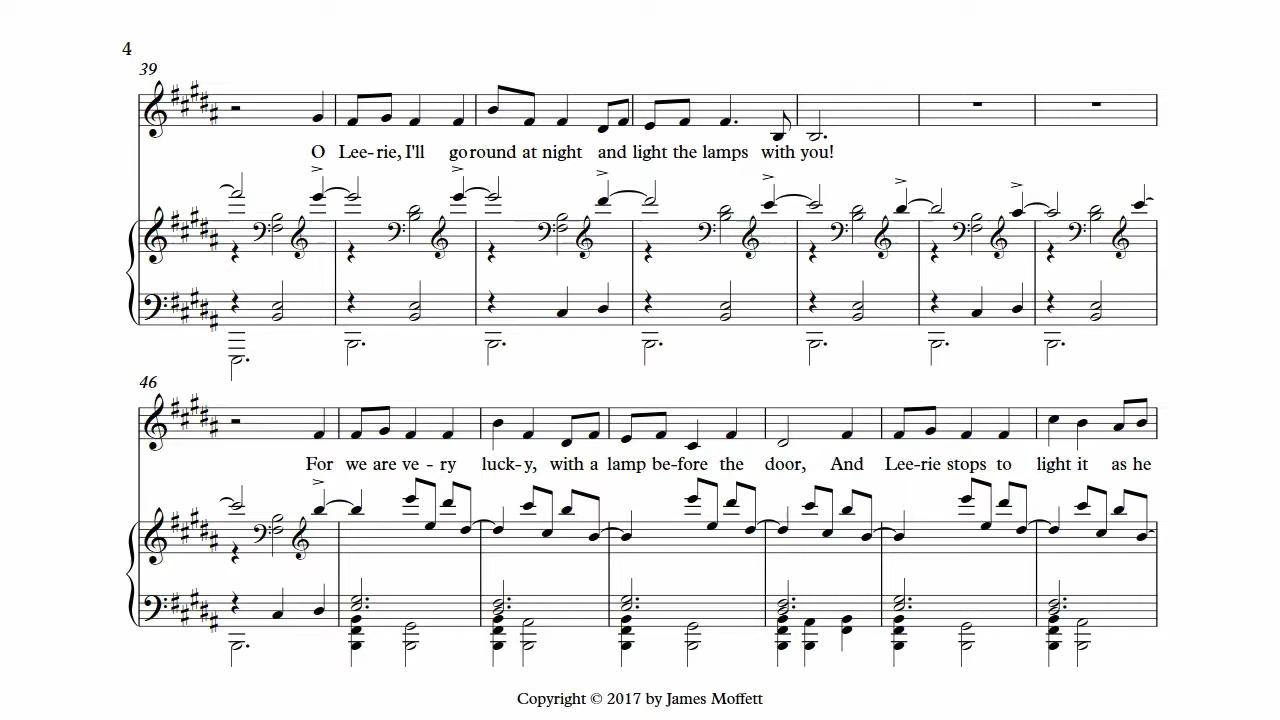 4
39
O Lee-rie, I'll go round at night and light the lamps with you!
46
For we are ve - ry luck-y, with a lamp be-fore the door, And Lee-rie stops to light it as he
Copyright © 2017 by James Moffett